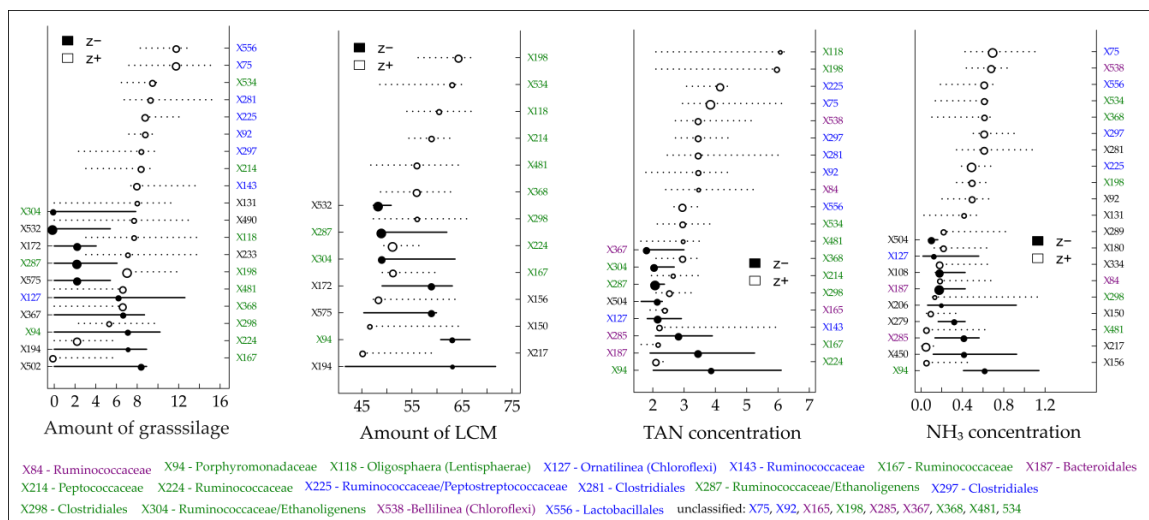 z−
z+
X556
X75
X534
X281
X225
X92
X297
X214
X143
X131
X490
X118
X233
X198
X481
X368
X298
X224
X167
X304
X532
X172
X287
X575
X127
X367
X94
X194
X502
0 2 4 6 8 12 16
Amount of grasssilage
z−
z+
X198
X534
X118
X214
X481
X368
X298
X224
X167
X156
X150
X217
X532
X287
X304
X172
X575
X94
X194
45 55 65 75
Amount of LCM
X118
X198
X225
X75
X538
X297
X281
X92
X84
X556
X534
X481
X368
X214
X298
X165
X143
X167
X224
X367
X304
X287
X504
X127
X285
X187
X94
z−
z+
2 3 4 5 6 7
TAN concentration
X75
X538
X556
X534
X368
X297
X281
X225
X198
X92
X131
X289
X180
X334
X84
X298
X150
X481
X217
X156
X504
X127
X108
X187
X206
X279
X285
X450
X94
z−
z+
0.0 0.4 0.8 1.2
NH₃ concentration
X84 - Ruminococcaceae X94 - Porphyromonadaceae X118 - Oligosphaera (Lentisphaerae) X127 - Ornatilinea (Chloroflexi) X143 - Ruminococcaceae X167 - Ruminococcaceae X187 - Bacteroidales
X214 - Peptococcaceae X224 - Ruminococcaceae X225 - Ruminococcaceae/Peptostreptococcaceae X281 - Clostridiales X287 - Ruminococcaceae/Ethanoligenens X297 - Clostridiales
X298 - Clostridiales X304 - Ruminococcaceae/Ethanoligenens X538 -Bellilinea (Chloroflexi) X556 - Lactobacillales unclassified: X75, X92, X165, X198, X285, X367, X368, X481, 534